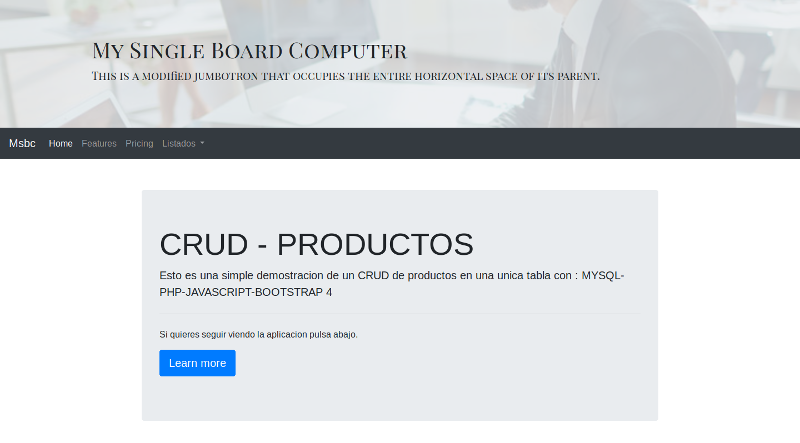 My Single Board Computer
This is a modified jumbotron that occupies the entire horizontal space of its parent.
Msbc Home Features Pricing Listados
CRUD - PRODUCTOS
Esto es una simple demostracion de un CRUD de productos en una unica tabla con : MYSQL-
PHP-JAVASCRIPT-BOOTSTRAP 4
Si quieres seguir viendo la aplicacion pulsa abajo.
Learn more